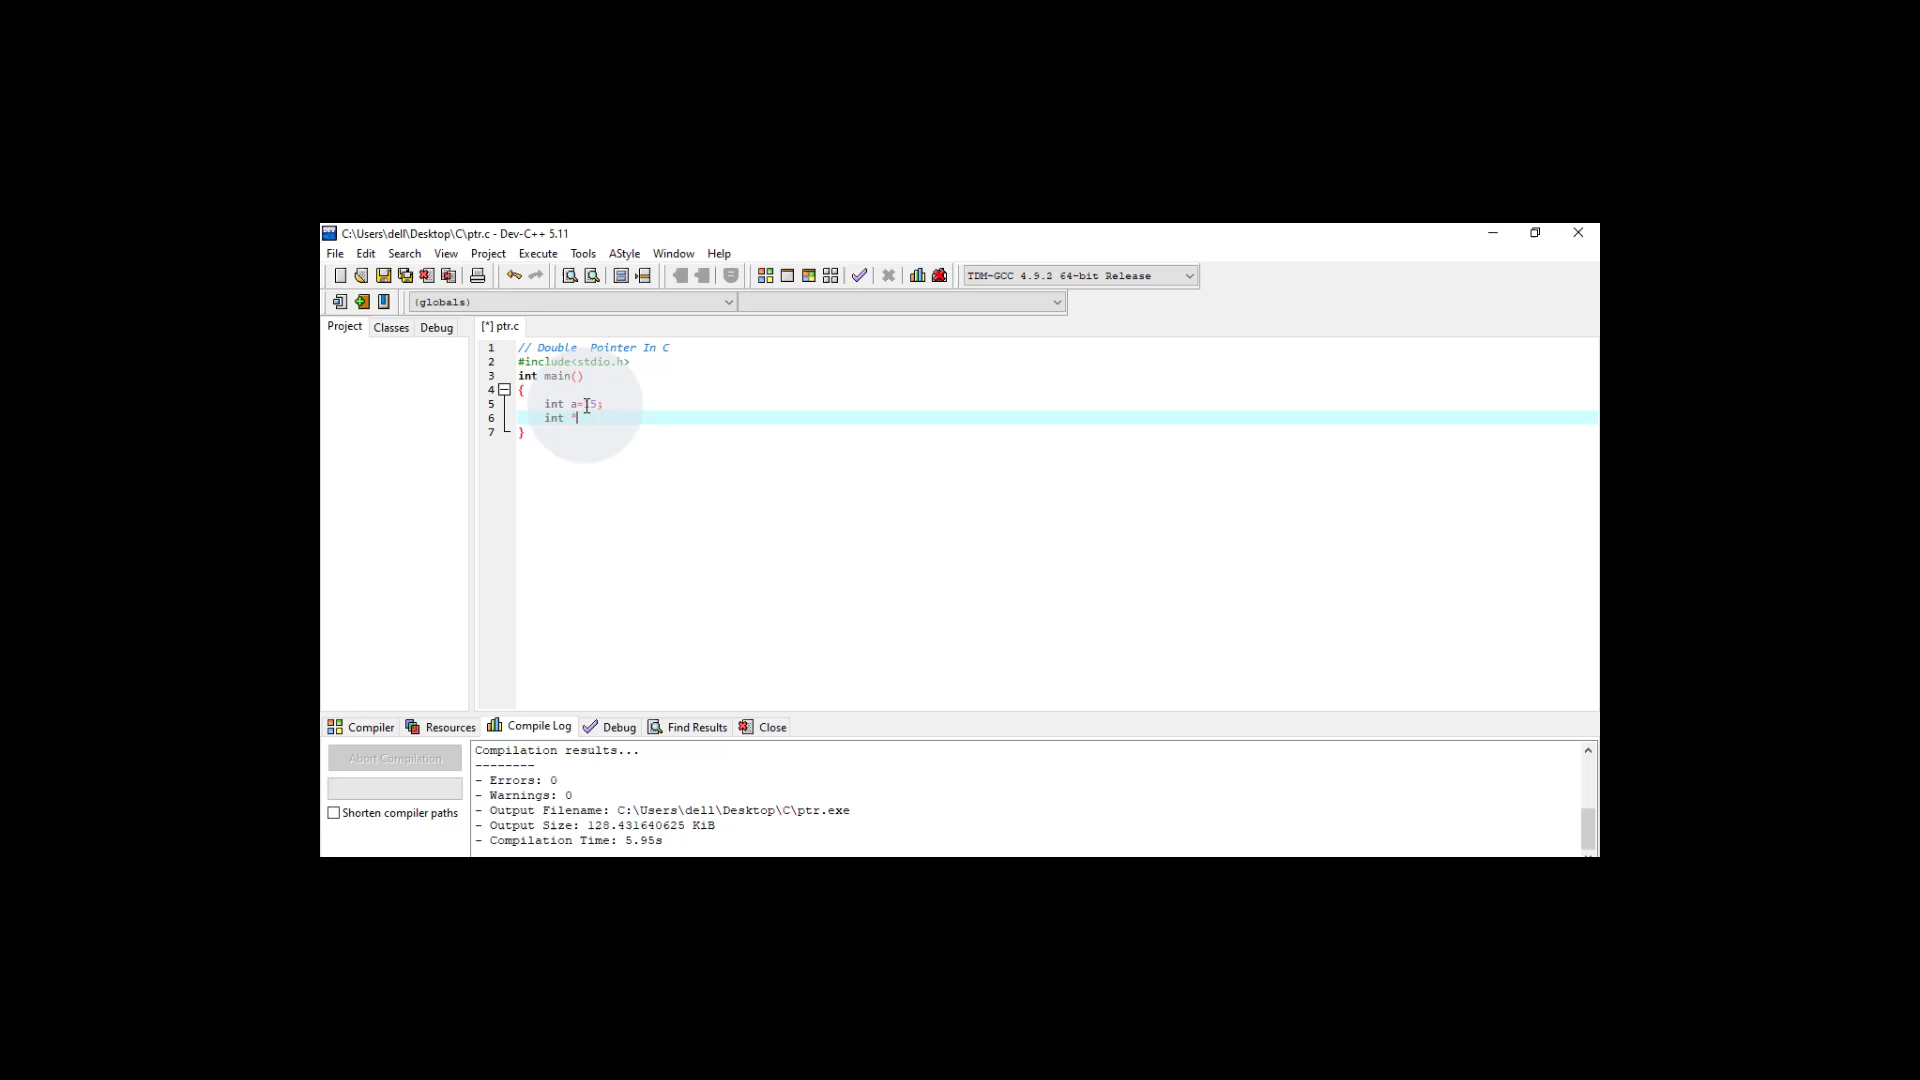 C:\Users\dell\Desktop\C\ptr.c - Dev-C++ 5.11
File Edit Search View Project Execute Tools AStyle Window Help
TDM-GCC 4.9.2 64-bit Release
(globals)
Project Classes Debug [*] ptr.c
1 // Double  Pointer In C
2 #include<stdio.h>
3 int main()
4 {
5 int a=5;
6 int *
7 }
Compiler Resources Compile Log Debug Find Results Close
Abort Compilation
Shorten compiler paths
Compilation results...
--------
- Errors: 0
- Warnings: 0
- Output Filename: C:\Users\dell\Desktop\C\ptr.exe
- Output Size: 128.431640625 KiB
- Compilation Time: 5.95s